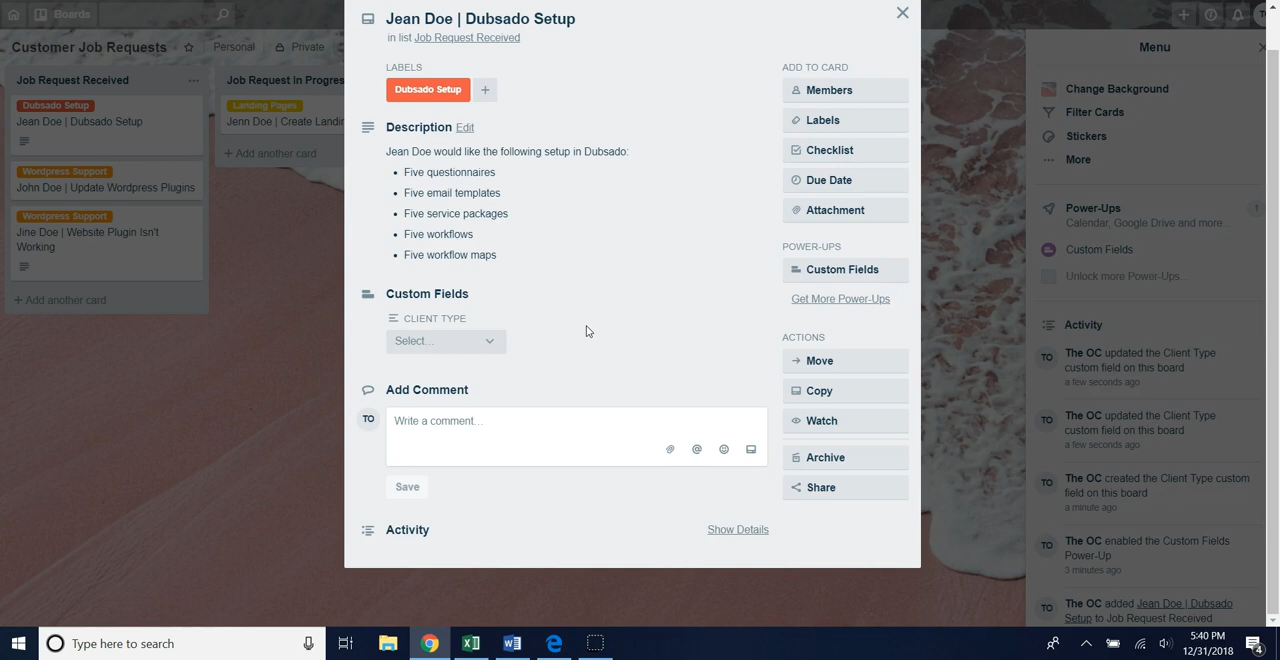 Boards
Customer Job Requests
Personal
Private
Job Request Received
Dubsado Setup
Jean Doe | Dubsado Setup
Wordpress Support
John Doe | Update Wordpress Plugins
Wordpress Support
Jine Doe | Website Plugin Isn't
Working
+ Add another card
Job Request In Progres
Landing Pages
Jenn Doe | Create Landin
+ Add another card
Jean Doe | Dubsado Setup
in list Job Request Received
LABELS
Dubsado Setup
+
Description Edit
Jean Doe would like the following setup in Dubsado:
• Five questionnaires
• Five email templates
• Five service packages
• Five workflows
• Five workflow maps
Custom Fields
CLIENT TYPE
Select...
Add Comment
TO
Write a comment...
@
Save
Activity
Show Details
ADD TO CARD
Members
Labels
Checklist
Due Date
Attachment
POWER-UPS
Custom Fields
Get More Power-Ups
ACTIONS
Move
Copy
Watch
Archive
Share
Menu
Change Background
Filter Cards
Stickers
More
Power-Ups
1
Calendar, Google Drive and more...
Custom Fields
Unlock more Power-Ups...
Activity
TO
The OC updated the Client Type
custom field on this board
a few seconds ago
TO
The OC updated the Client Type
custom field on this board
a few seconds ago
TO
The OC created the Client Type custom
field on this board
a minute ago
TO
The OC enabled the Custom Fields
Power-Up
3 minutes ago
TO
The OC added Jean Doe | Dubsado
Setup to Job Request Received
Type here to search
5:40 PM
12/31/2018
4